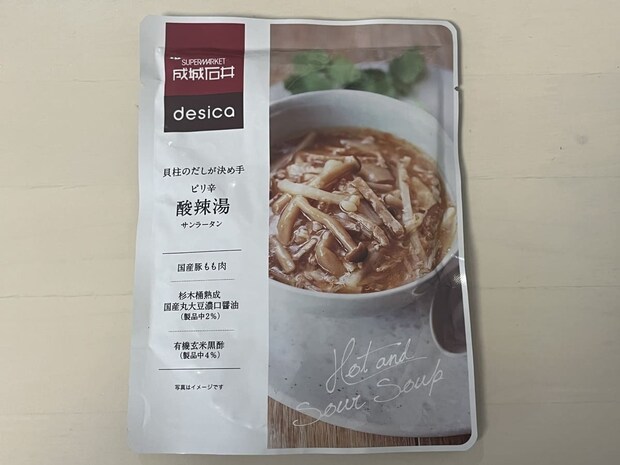 SUPERMARKET
成城石井
desica
貝柱のだしが決め手
ピリ辛
酸辣湯
サンラータン
国産豚もも肉
杉木桶熟成
国産丸大豆濃口醤油
(製品中2%)
有機玄米黒酢
(製品中4%)
写真はイメージです
Hot and
Sour Soup